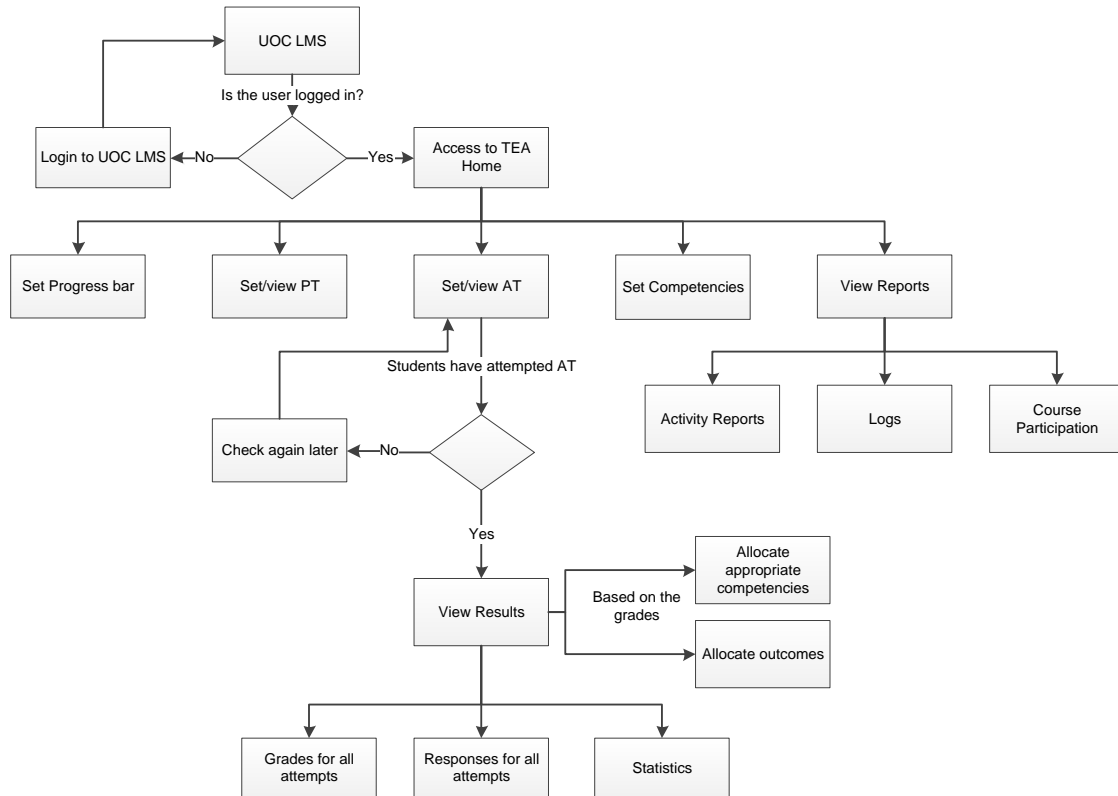 UOC LMS
Is the user logged in?
Login to UOC LMS
No
Yes
Access to TEA
Home
Set Progress bar
Set/view PT
Set/view AT
Set Competencies
View Reports
Students have attempted AT
Activity Reports
Logs
Course
Participation
Check again later
No
Yes
View Results
Based on the
grades
Allocate
appropriate
competencies
Allocate outcomes
Grades for all
attempts
Responses for all
attempts
Statistics